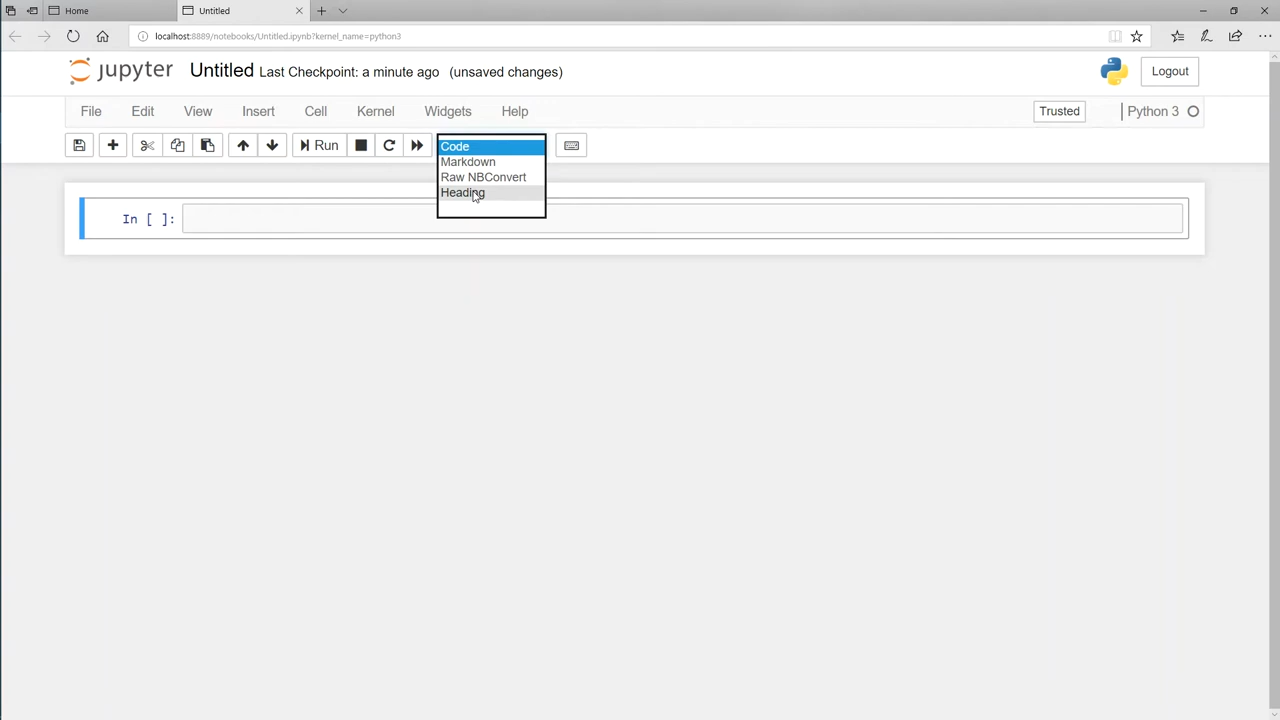 Home
Untitled
localhost:8889/notebooks/Untitled.ipynb?kernel_name=python3
jupyter Untitled Last Checkpoint: a minute ago (unsaved changes)
Logout
File Edit View Insert Cell Kernel Widgets Help
Trusted
Python 3
Run
Code
Markdown
Raw NBConvert
Heading
In [ ]: